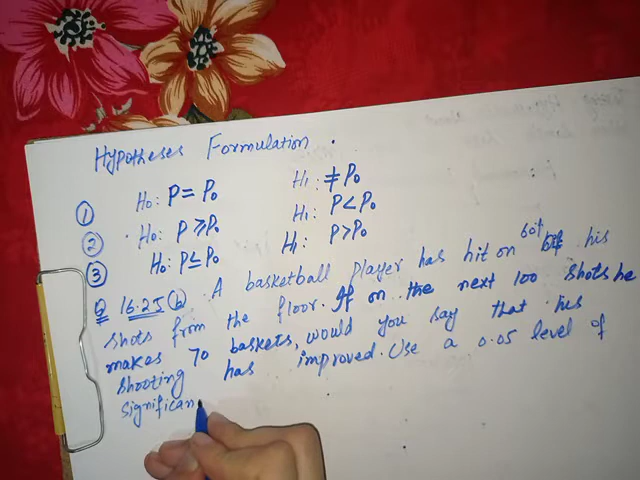 Hypotheses Formulation.
① H₀: P = P₀ H₁: ≠ P₀
② H₀: P ≥ P₀ H₁: P < P₀
③ H₀: P ≤ P₀ H₁: P > P₀
Q 16.25 (b) A basketball player has hit on 60% of his
shots from the floor. If on the next 100 shots he
makes 70 baskets, would you say that his
shooting has improved. Use a 0.05 level of
significan